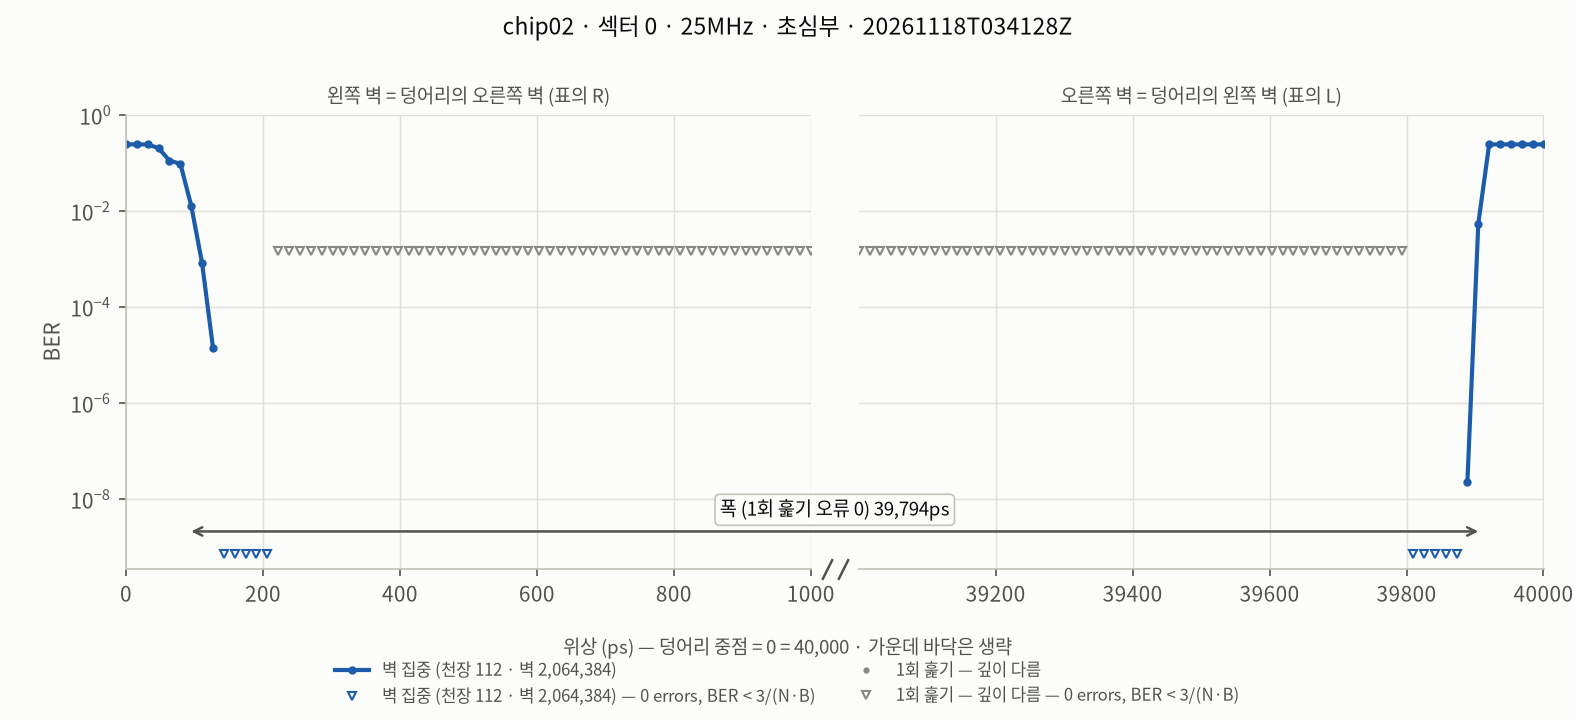 chip02 · 섹터 0 · 25MHz · 초심부 · 20261118T034128Z
왼쪽 벽 = 덩어리의 오른쪽 벽 (표의 R)
오른쪽 벽 = 덩어리의 왼쪽 벽 (표의 L)
10⁰
10⁻²
10⁻⁴
10⁻⁶
10⁻⁸
BER
폭 (1회 훑기 오류 0) 39,794ps
0 200 400 600 800 1000 39200 39400 39600 39800 40000
위상 (ps) — 덩어리 중점 = 0 = 40,000 · 가운데 바닥은 생략
벽 집중 (천장 112 · 벽 2,064,384)
벽 집중 (천장 112 · 벽 2,064,384) — 0 errors, BER < 3/(N·B)
1회 훑기 — 깊이 다름
1회 훑기 — 깊이 다름 — 0 errors, BER < 3/(N·B)